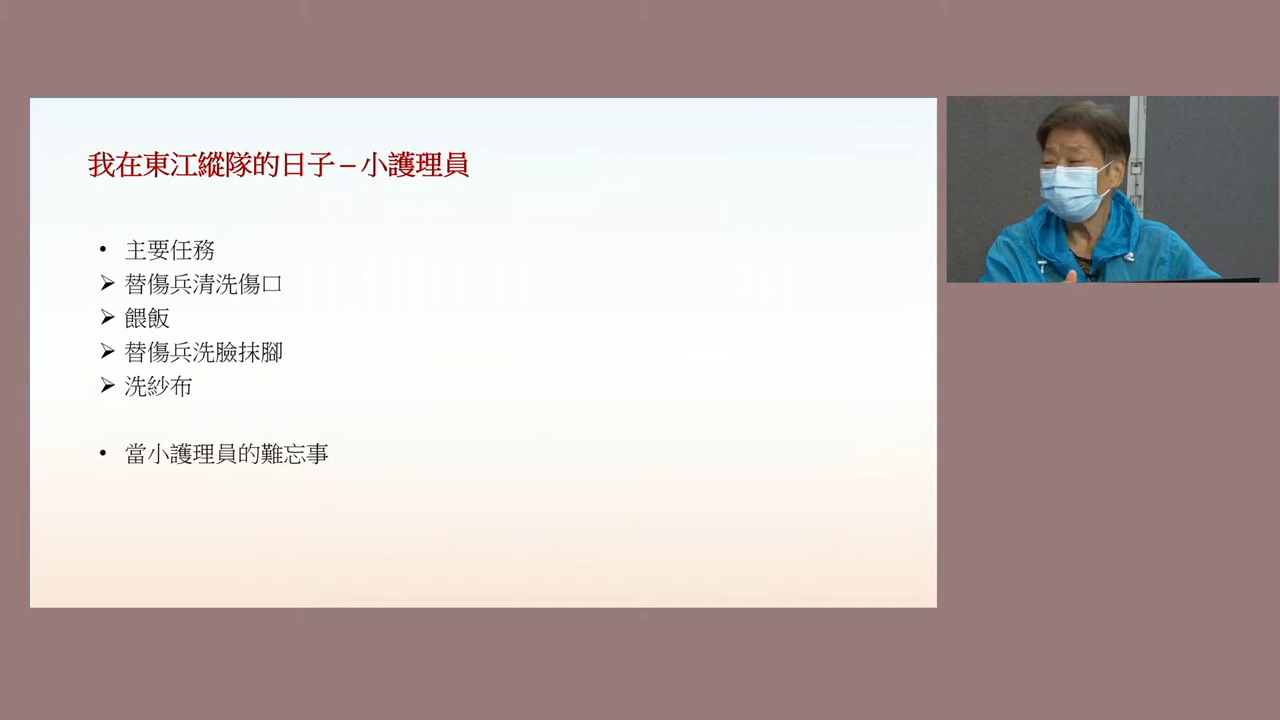 我在東江縱隊的日子 – 小護理員
• 主要任務
➢ 替傷兵清洗傷口
➢ 餵飯
➢ 替傷兵洗臉抹腳
➢ 洗紗布
• 當小護理員的難忘事